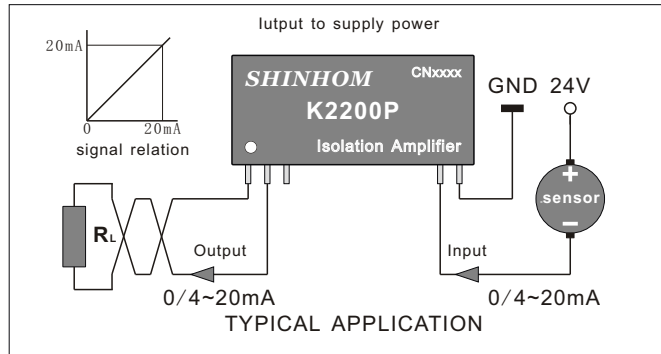 Iutput to supply power
20mA
0
20mA
signal relation
SHINHOM
CNxxxx
K2200P
Isolation Amplifier
GND
24V
+
sensor
−
RL
Output
Input
0/4~20mA
0/4~20mA
TYPICAL APPLICATION